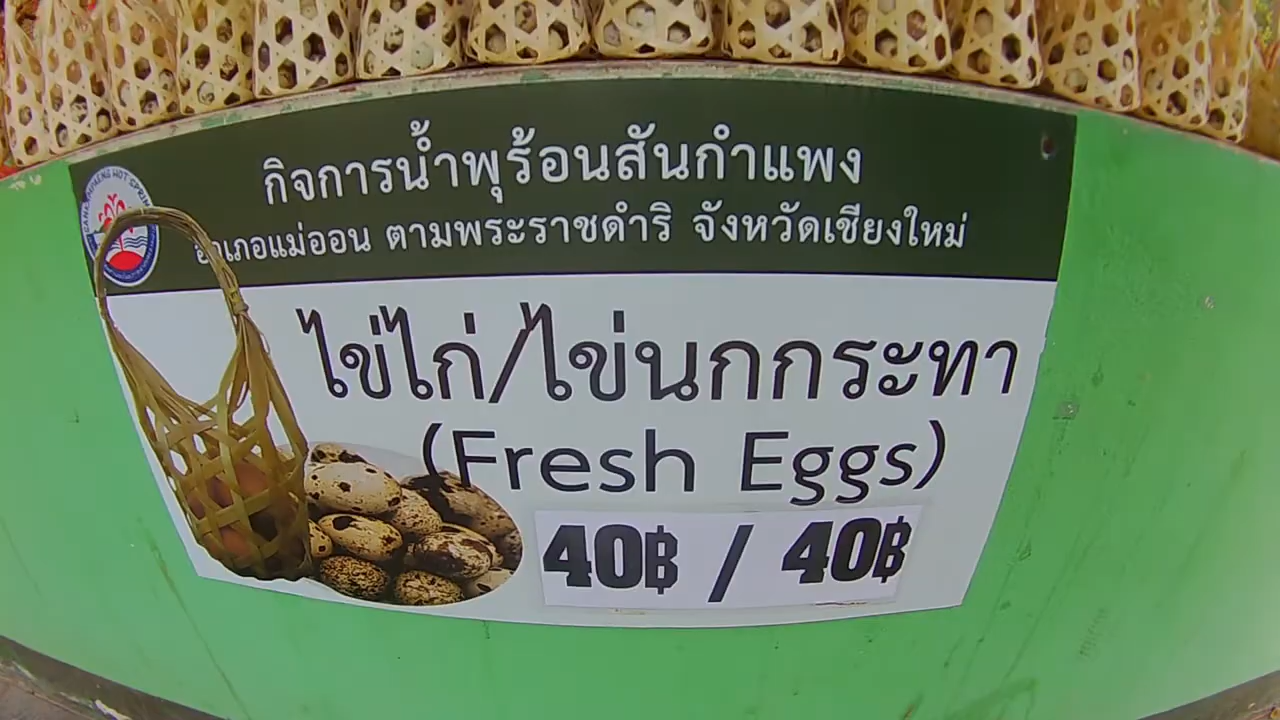 กิจการน้ำพุร้อนสันกำแพง
อำเภอแม่ออน ตามพระราชดำริ จังหวัดเชียงใหม่
ไข่ไก่/ไข่นกกระทา
(Fresh Eggs)
40฿ / 40฿